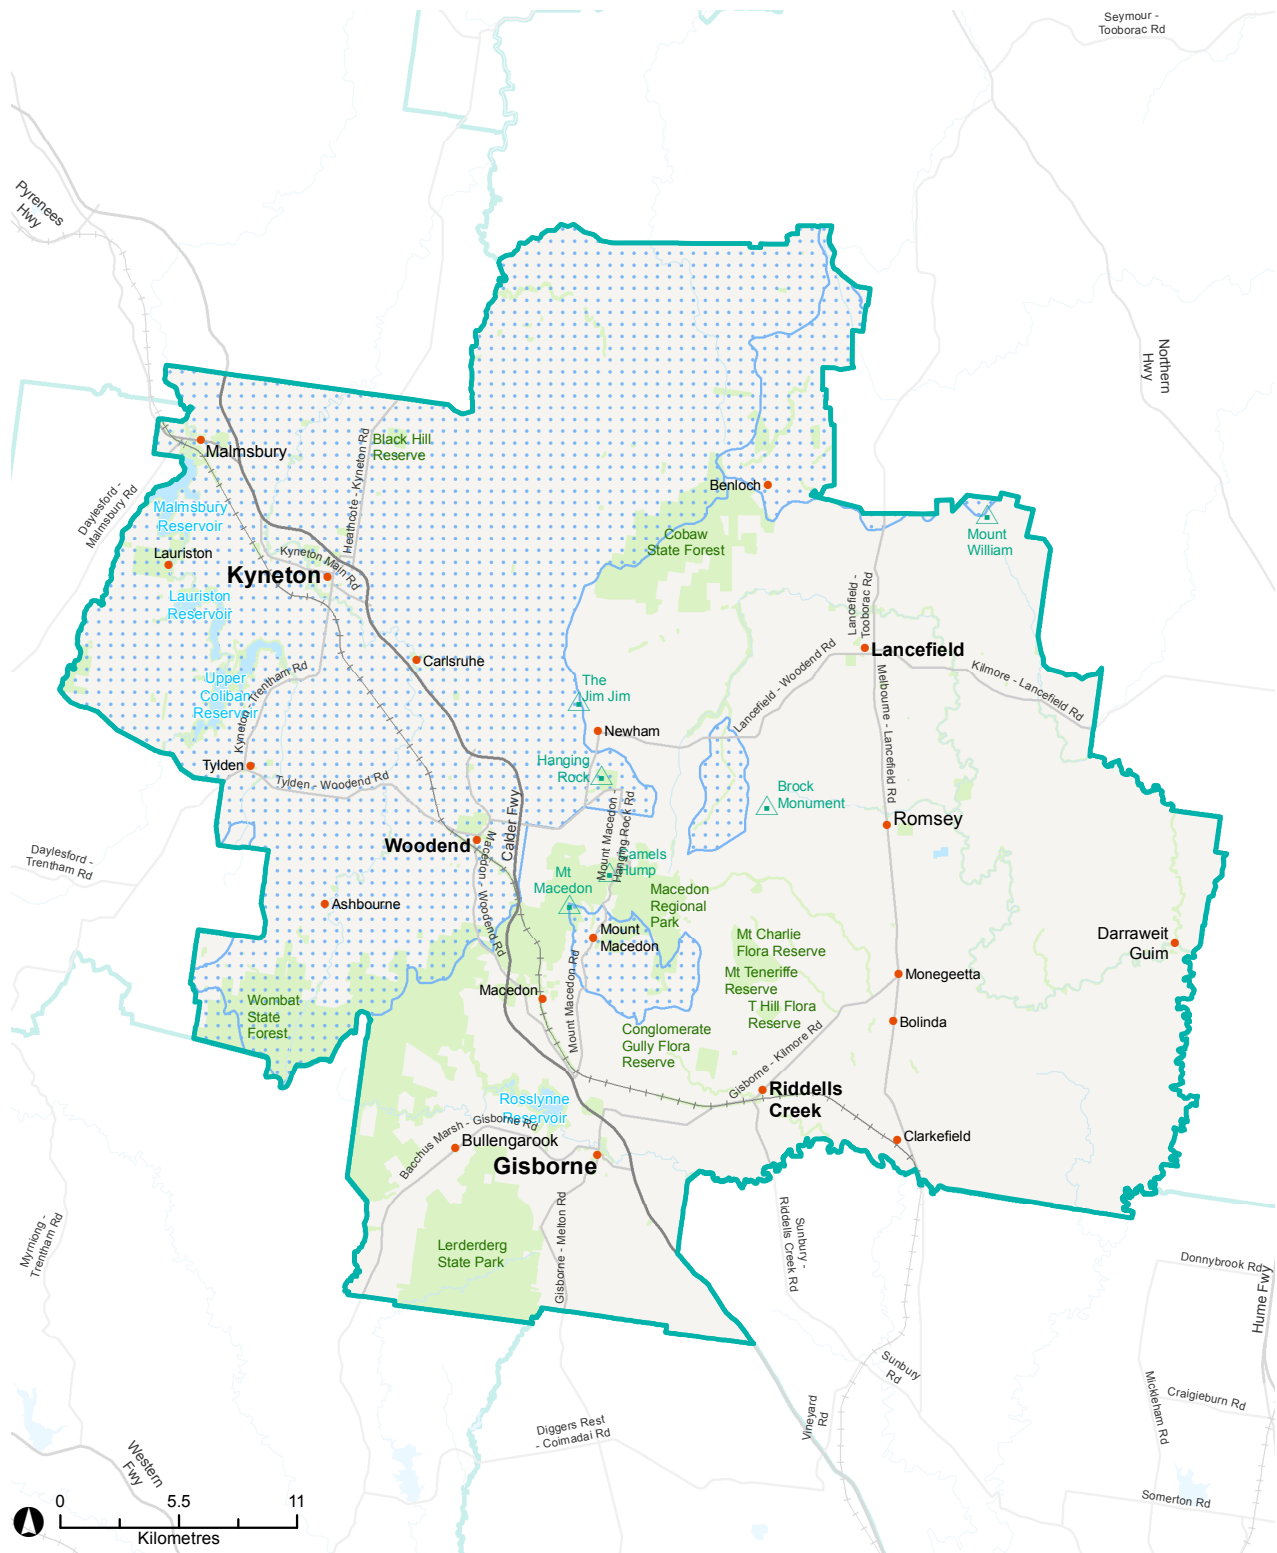 Seymour -
Tooborac Rd
Pyrenees
Hwy
Northern
Hwy
Malmsbury
Black Hill
Reserve
Heathcote - Kyneton Rd
Daylesford -
Malmsbury Rd
Malmsbury
Reservoir
Benloch
Mount
William
Cobaw
State Forest
Lauriston
Kyneton Main Rd
Kyneton
Lauriston
Reservoir
Lancefield -
Tooborac Rd
Lancefield
Carlsruhe
Kilmore - Lancefield Rd
Lancefield - Woodend Rd
Melbourne - Lancefield Rd
Upper
Coliban
Reservoir
Kyneton - Trentham Rd
The
Jim Jim
Newham
Tylden
Tylden - Woodend Rd
Hanging
Rock
Brock
Monument
Calder Fwy
Mount Macedon -
Hanging Rock Rd
Romsey
Woodend
Macedon - Woodend Rd
Daylesford -
Trentham Rd
Camels
Hump
Mt
Macedon
Macedon
Regional
Park
Ashbourne
Mount
Macedon
Mt Charlie
Flora Reserve
Darraweit
Guim
Mt Teneriffe
Reserve
Monegeetta
Macedon
Mount Macedon Rd
Wombat
State
Forest
T Hill Flora
Reserve
Bolinda
Conglomerate
Gully Flora
Reserve
Gisborne - Kilmore Rd
Riddells
Creek
Rosslynne
Reservoir
Bacchus Marsh - Gisborne Rd
Bullengarook
Clarkefield
Gisborne
Gisborne - Melton Rd
Sunbury -
Riddells Creek Rd
Lerderderg
State Park
Myrniong -
Trentham Rd
Donnybrook Rd
Hume Fwy
Sunbury
Rd
Mickleham Rd
Craigieburn Rd
Vineyard
Rd
Diggers Rest
- Coimadai Rd
Western
Fwy
Somerton Rd
0 5.5 11
Kilometres